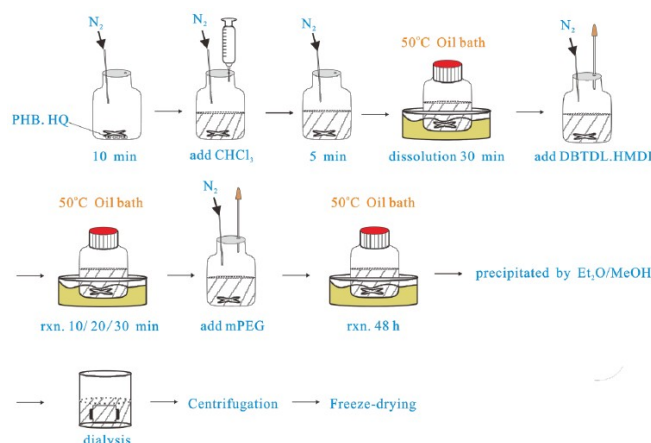 N₂
N₂
N₂
50°C Oil bath
N₂
PHB. HQ
10 min
add CHCl₃
5 min
dissolution 30 min
add DBTDL.HMDI
50°C Oil bath
N₂
50°C Oil bath
rxn. 10/20/30 min
add mPEG
rxn. 48 h
precipitated by Et₂O/MeOH
dialysis
Centrifugation
Freeze-drying